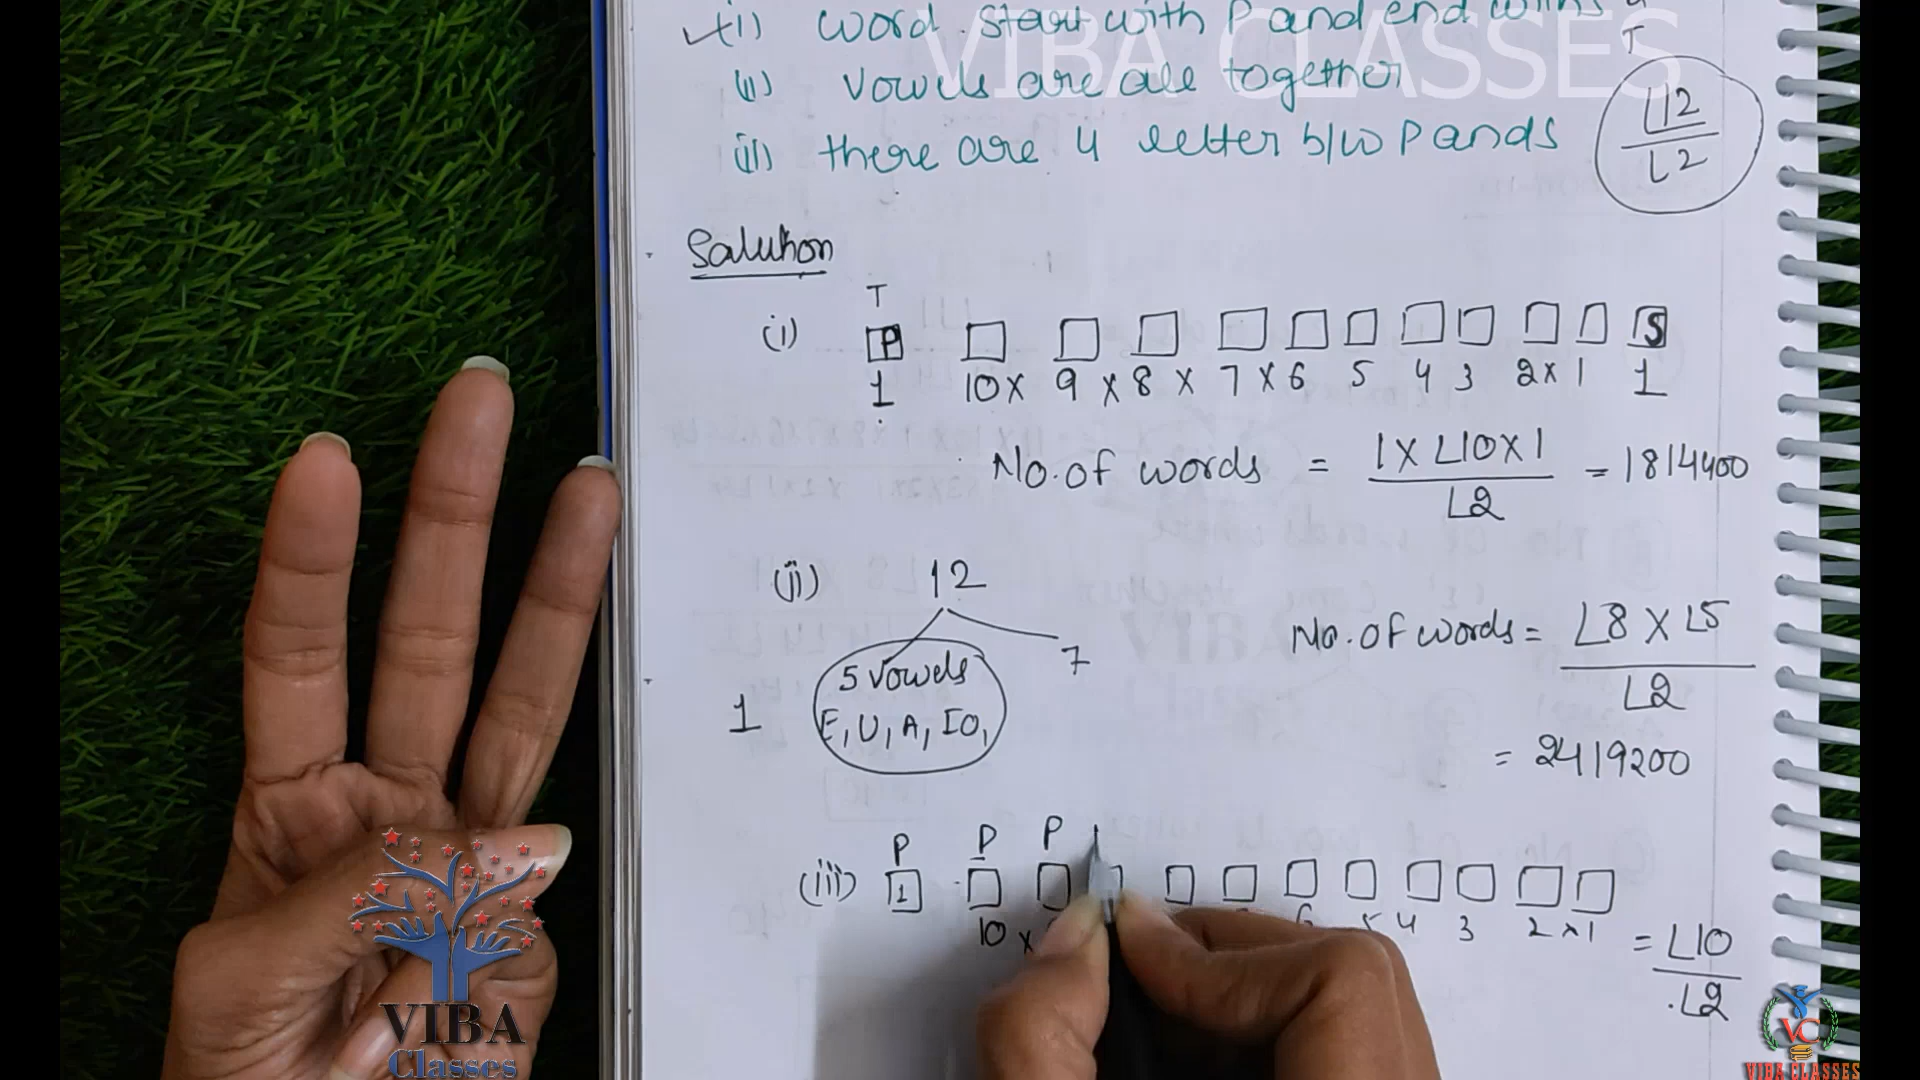 (i) word start with P and end with s
VIBA CLASSES
T
(ii) vowels are all together
L12
L2
(iii) there are 4 letter b/w P and S
Solution
T
(i) P S
1 10 x 9 x 8 x 7 x 6 5 4 3 2 x 1 1
No. of words = 1 x L10 x 1 = 1814400
L2
(ii) 12
5 vowels 7
E, U, A, I O,
1
No. of words = L8 x L5
L2
= 2419200
P P P
(iii) 1
10 x 6 5 4 3 2 x 1 = L10
L2
VIBA
Classes
VC
VIBA CLASSES